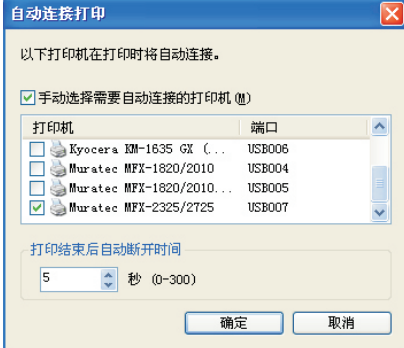 自动连接打印
以下打印机在打印时将自动连接。
手动选择需要自动连接的打印机(M)
打印机 端口
Kyocera KM-1635 GX (... USB006
Muratec MFX-1820/2010 USB004
Muratec MFX-1820/2010... USB005
Muratec MFX-2325/2725 USB007
打印结束后自动断开时间
5 秒 (0-300)
确定 取消